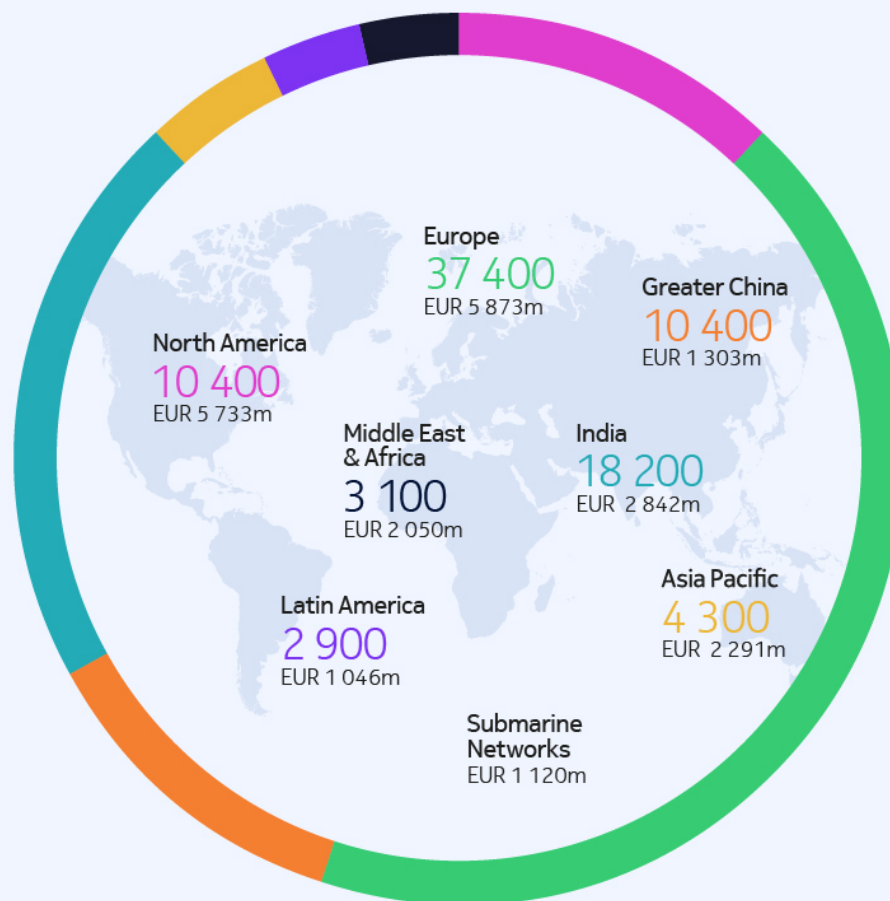 Europe
37 400
EUR 5 873m
Greater China
10 400
EUR 1 303m
North America
10 400
EUR 5 733m
Middle East
& Africa
3 100
EUR 2 050m
India
18 200
EUR 2 842m
Asia Pacific
4 300
EUR 2 291m
Latin America
2 900
EUR 1 046m
Submarine
Networks
EUR 1 120m